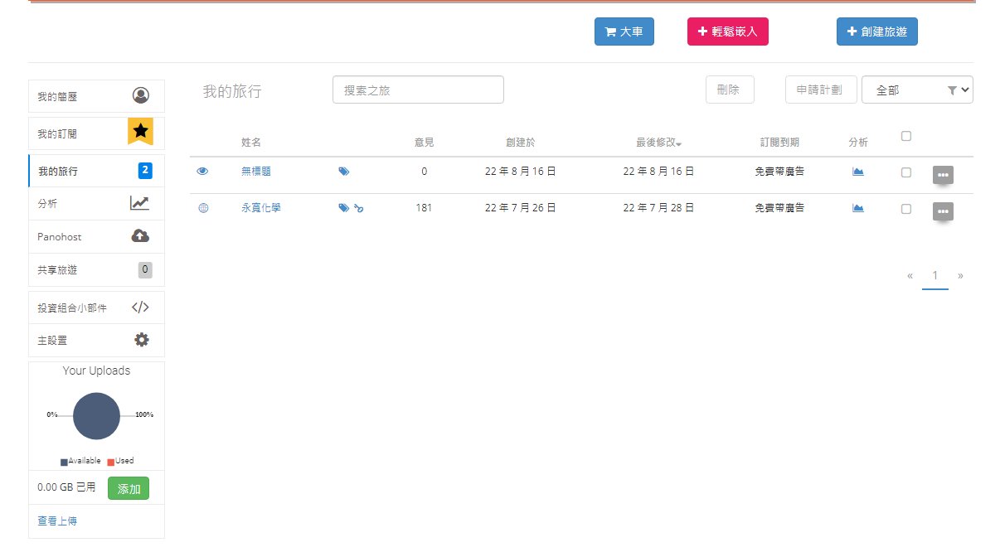 大車
輕鬆嵌入
創建旅遊
我的簡歷
我的訂閱
我的旅行 2
分析
Panohost
共享旅遊 0
投資組合小部件
主設置
Your Uploads
0% 100%
Available Used
0.00 GB 已用 添加
查看上傳
我的旅行 搜索之旅 刪除 申請計劃 全部
姓名 意見 創建於 最後修改 訂閱到期 分析
無標題 0 22 年 8 月 16 日 22 年 8 月 16 日 免費帶廣告
永寬化學 181 22 年 7 月 26 日 22 年 7 月 28 日 免費帶廣告
« 1 »